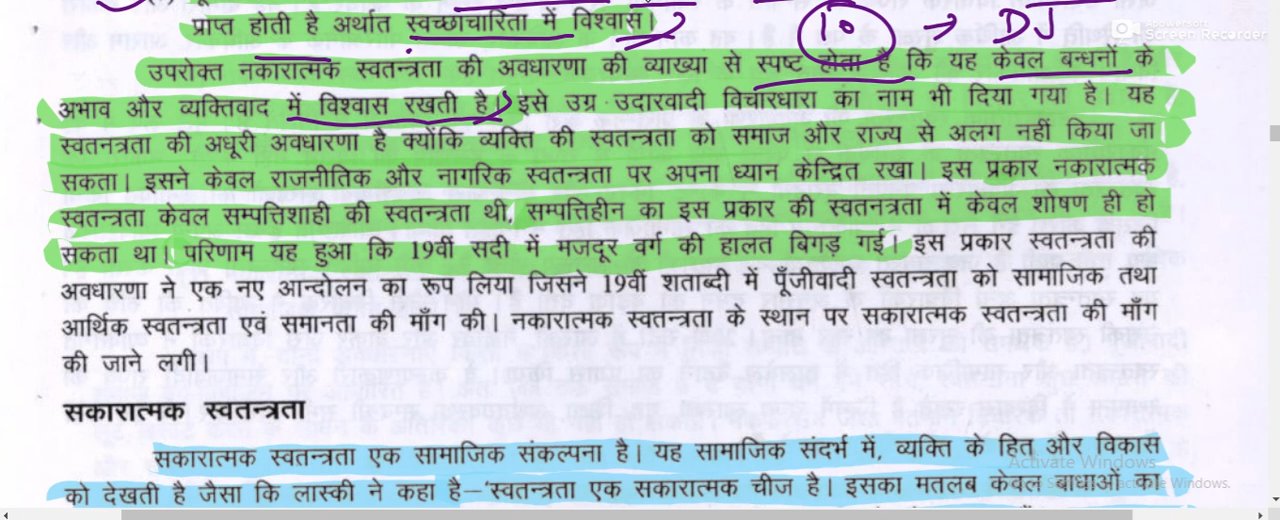 प्राप्त होती है अर्थात स्वच्छाचारिता में विश्वास)
10 → DT
Screen Recorder
उपरोक्त नकारात्मक स्वतन्त्रता की अवधारणा की व्याख्या से स्पष्ट होता है कि यह केवल बन्धनों के
अभाव और व्यक्तिवाद में विश्वास रखती है। इसे उग्र उदारवादी विचारधारा का नाम भी दिया गया है। यह
स्वतनत्रता की अधूरी अवधारणा है क्योंकि व्यक्ति की स्वतन्त्रता को समाज और राज्य से अलग नहीं किया जा
सकता। इसने केवल राजनीतिक और नागरिक स्वतन्त्रता पर अपना ध्यान केन्द्रित रखा। इस प्रकार नकारात्मक
स्वतन्त्रता केवल सम्पत्तिशाही की स्वतन्त्रता थी, सम्पत्तिहीन का इस प्रकार की स्वतनत्रता में केवल शोषण ही हो
सकता था। परिणाम यह हुआ कि 19वीं सदी में मजदूर वर्ग की हालत बिगड़ गई। इस प्रकार स्वतन्त्रता की
अवधारणा ने एक नए आन्दोलन का रूप लिया जिसने 19वीं शताब्दी में पूँजीवादी स्वतन्त्रता को सामाजिक तथा
आर्थिक स्वतन्त्रता एवं समानता की माँग की। नकारात्मक स्वतन्त्रता के स्थान पर सकारात्मक स्वतन्त्रता को माँग
की जाने लगी।
सकारात्मक स्वतन्त्रता
सकारात्मक स्वतन्त्रता एक सामाजिक संकल्पना है। यह सामाजिक संदर्भ में, व्यक्ति के हित और विकास
Activate Windows
को देखती है जैसा कि लास्की ने कहा है–'स्वतन्त्रता एक सकारात्मक चीज है। इसका मतलब केवल बाधाओं का